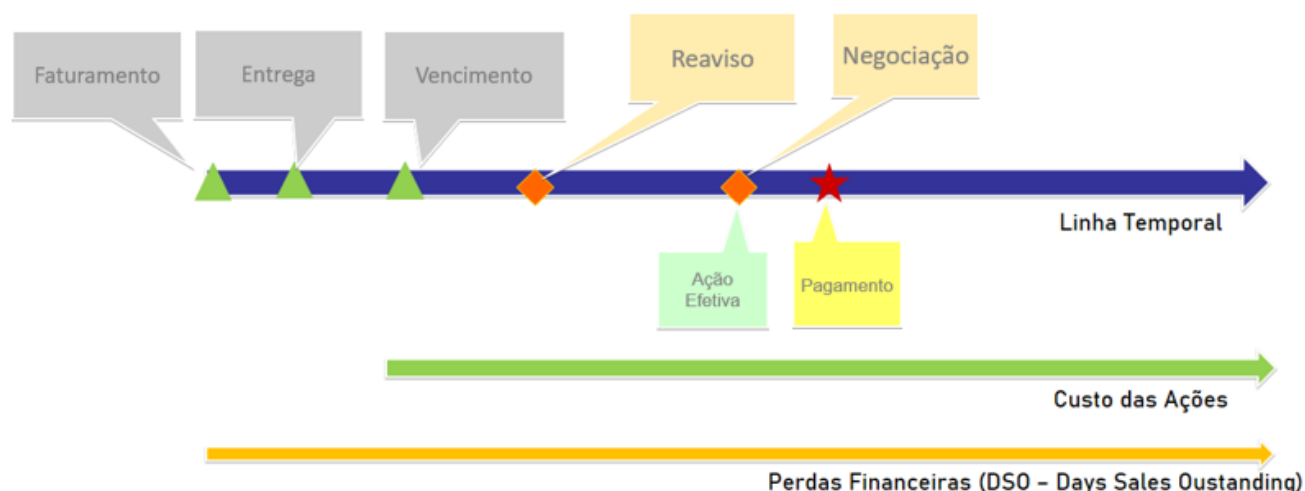 Faturamento
Entrega
Vencimento
Reaviso
Negociação
Linha Temporal
Ação
Efetiva
Pagamento
Custo das Ações
Perdas Financeiras (DSO – Days Sales Oustanding)